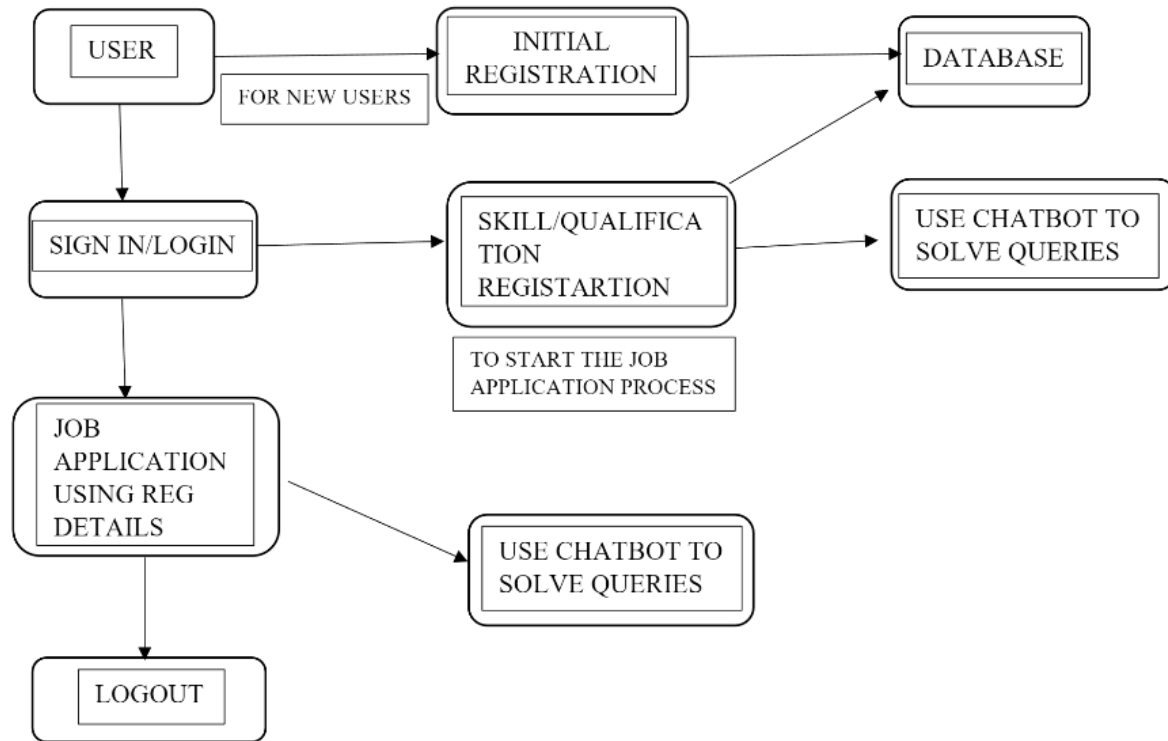 USER
INITIAL
REGISTRATION
DATABASE
FOR NEW USERS
SIGN IN/LOGIN
SKILL/QUALIFICA
TION
REGISTARTION
USE CHATBOT TO
SOLVE QUERIES
TO START THE JOB
APPLICATION PROCESS
JOB
APPLICATION
USING REG
DETAILS
USE CHATBOT TO
SOLVE QUERIES
LOGOUT